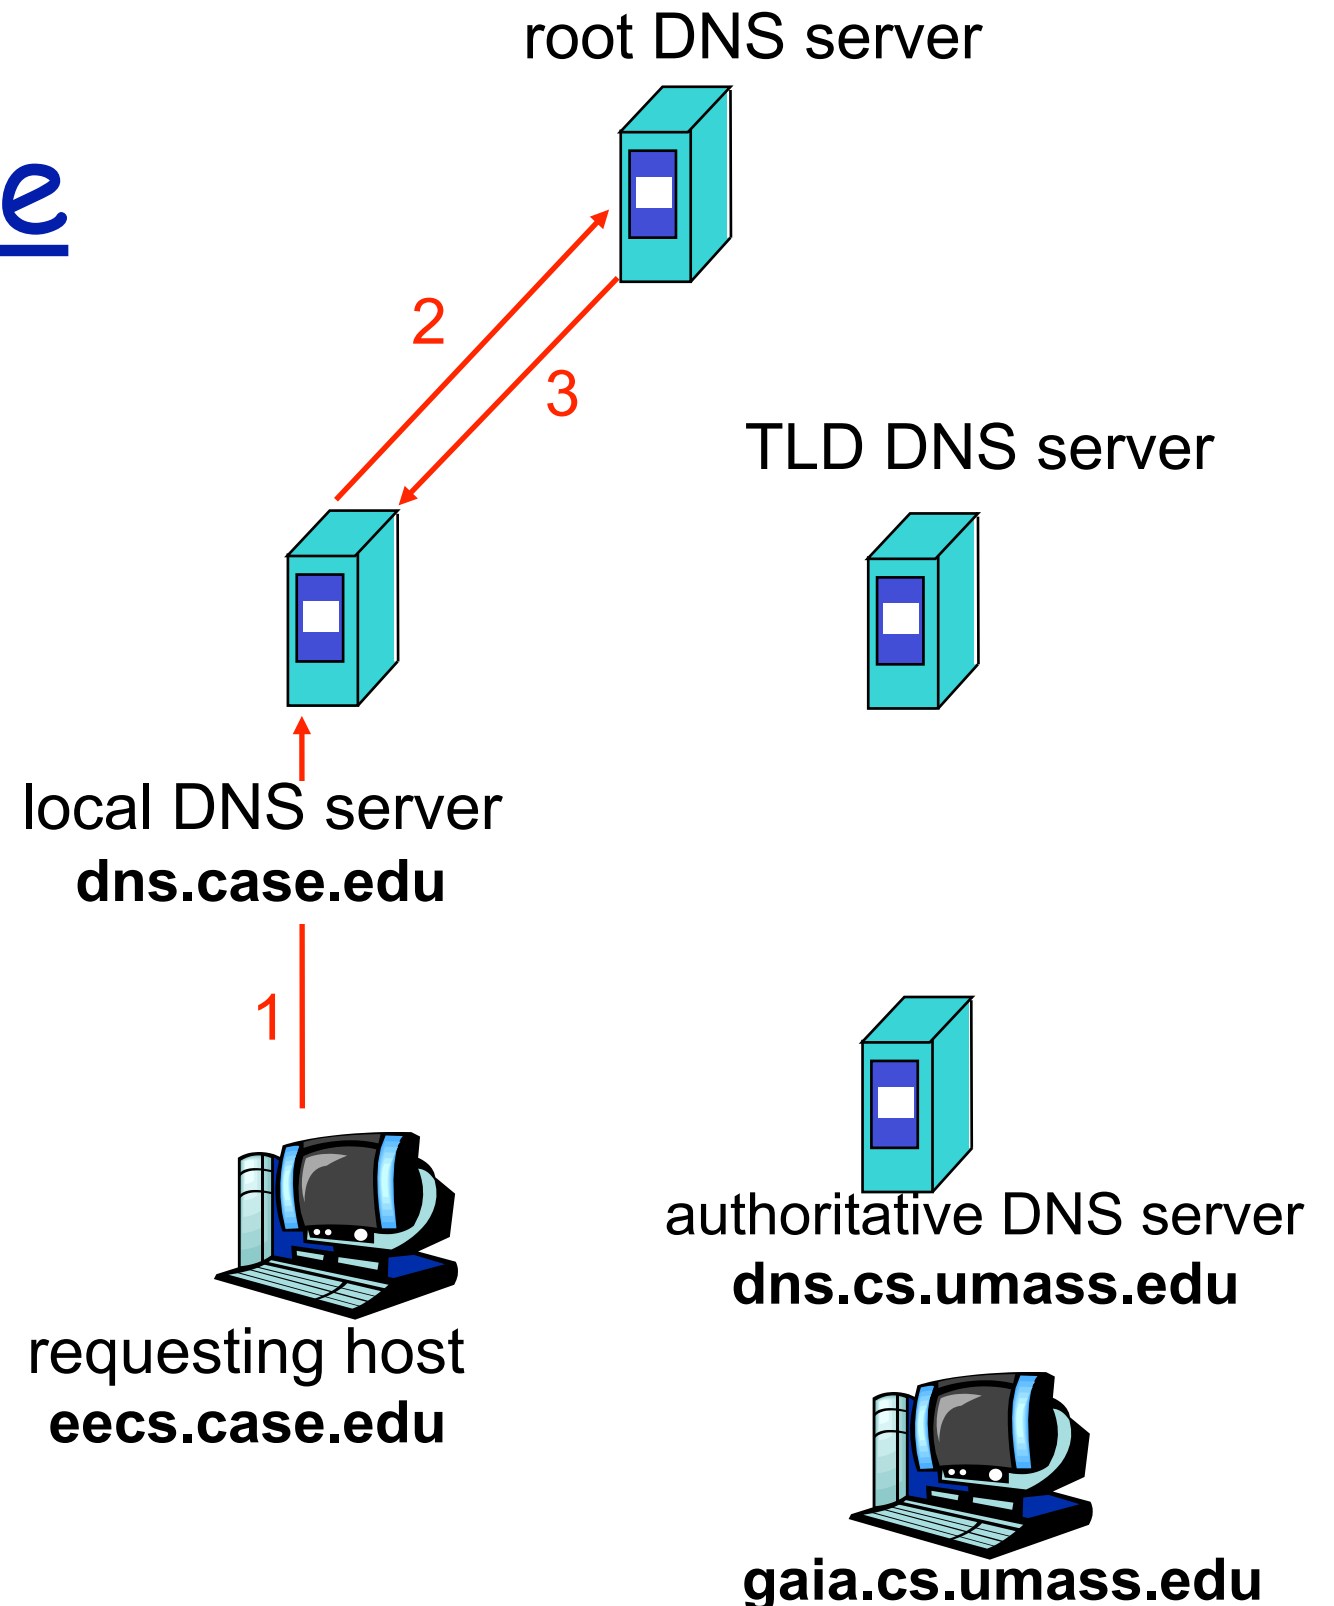 root DNS server
e
2
3
TLD DNS server
local DNS server
dns.case.edu
1
authoritative DNS server
dns.cs.umass.edu
requesting host
eecs.case.edu
gaia.cs.umass.edu